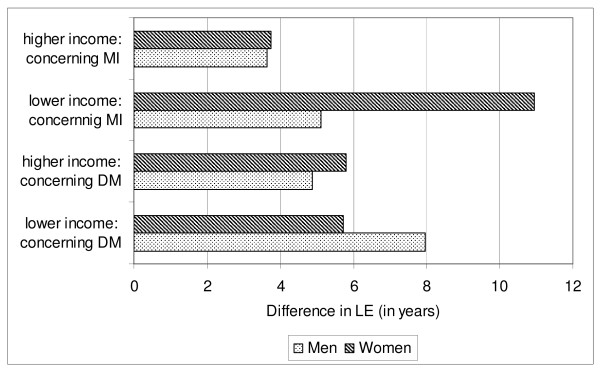 higher income:
concerning MI
lower income:
concernnig MI
higher income:
concerning DM
lower income:
concerning DM
0 2 4 6 8 10 12
Difference in LE (in years)
Men Women